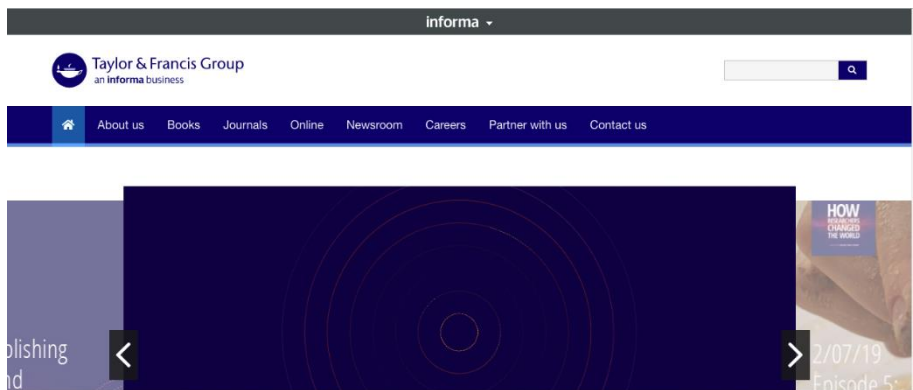 informa
Taylor & Francis Group
an informa business
About us Books Journals Online Newsroom Careers Partner with us Contact us
HOW
RESEARCHERS
CHANGED
THE WORLD
blishing
nd
2/07/19
Episode 5: